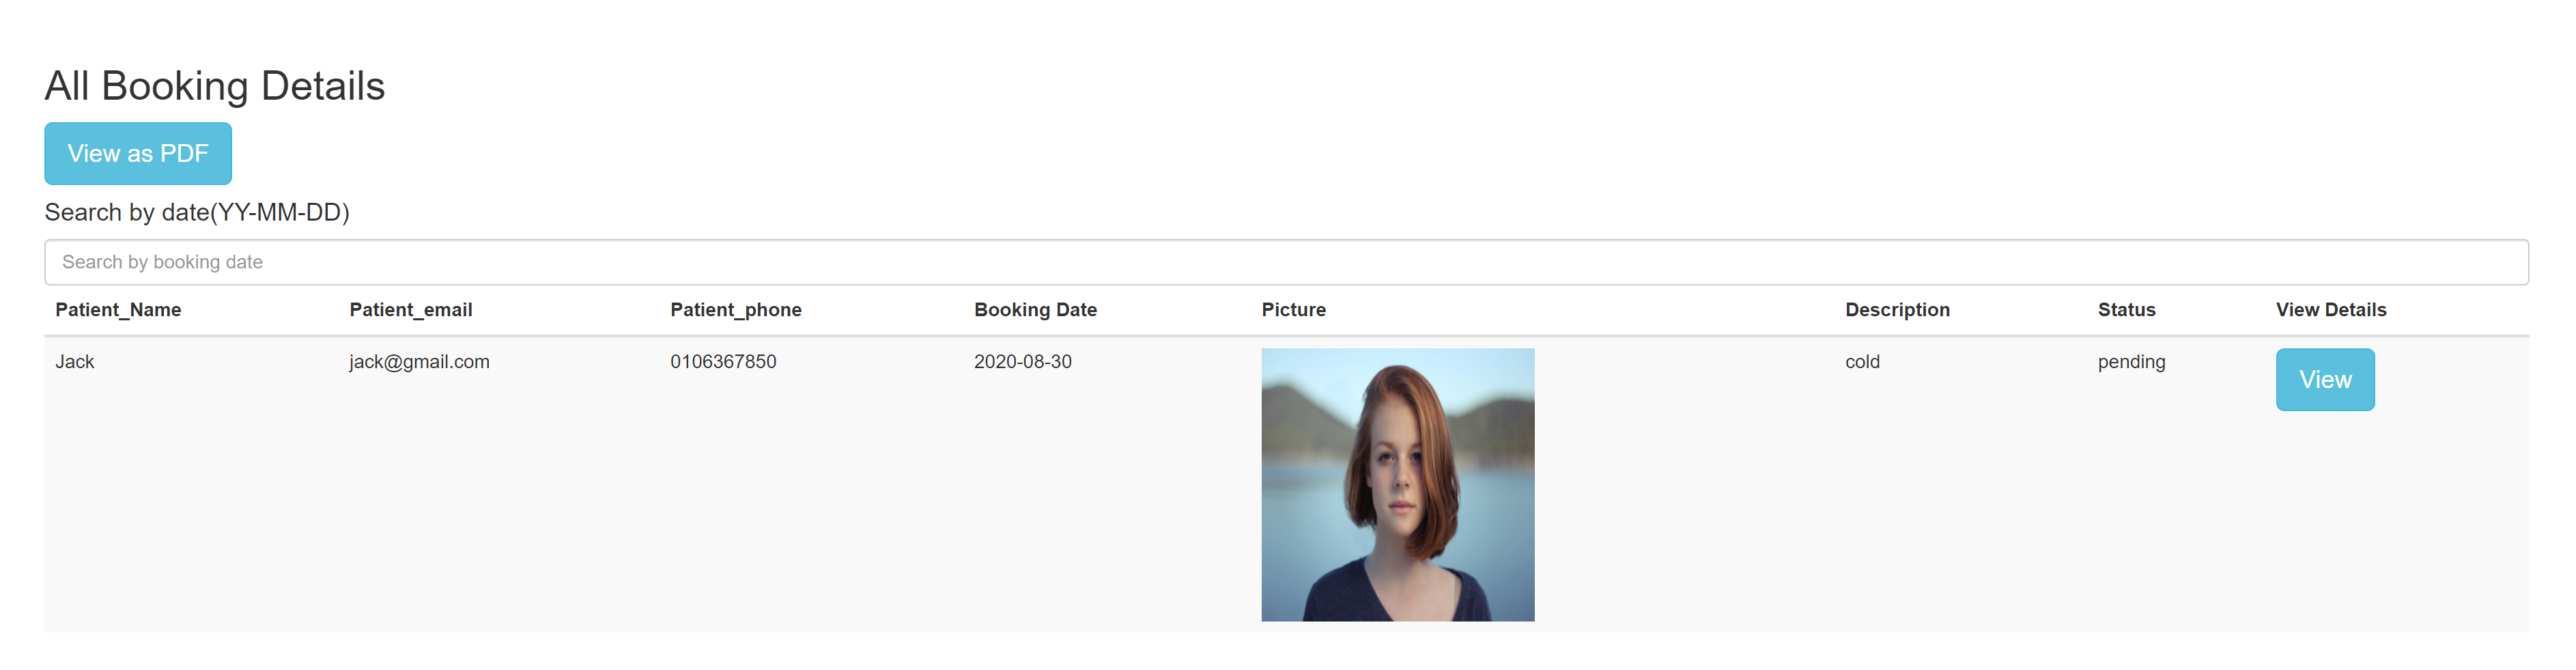 All Booking Details
View as PDF
Search by date(YY-MM-DD)
Search by booking date
Patient_Name Patient_email Patient_phone Booking Date Picture Description Status View Details
Jack jack@gmail.com 0106367850 2020-08-30 cold pending View